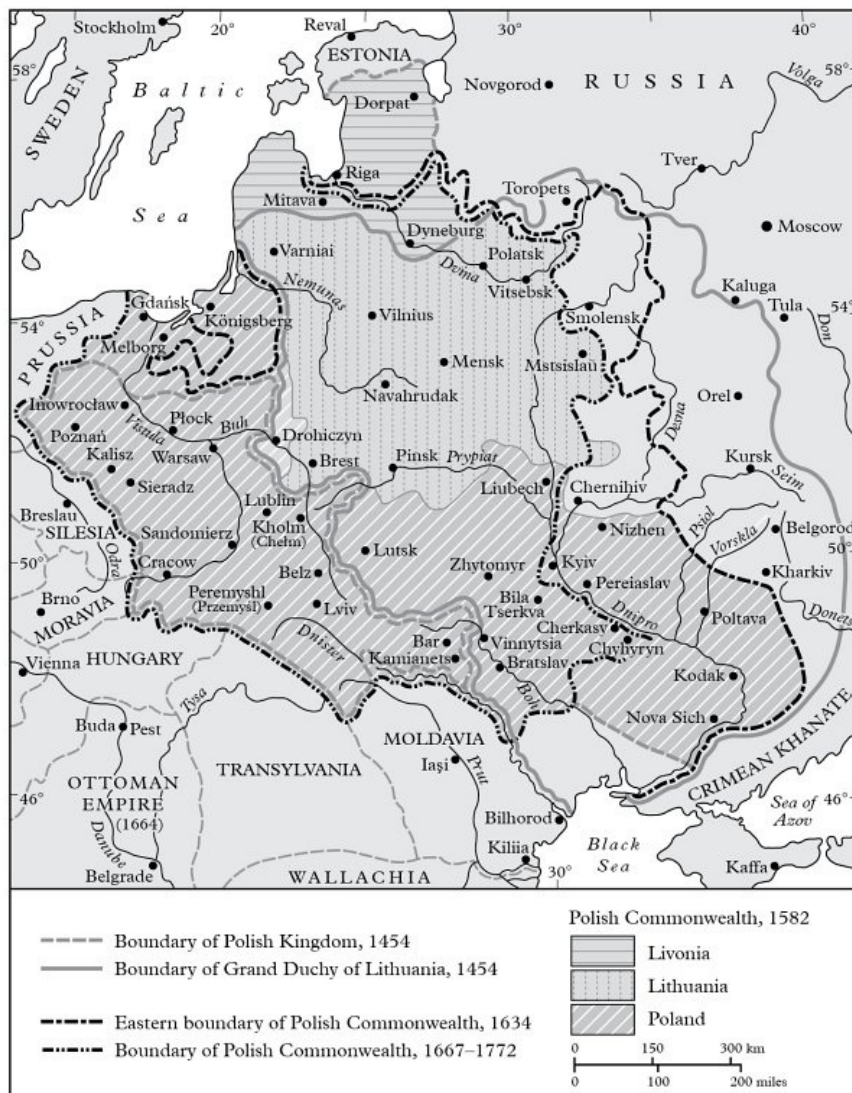 Stockholm
20°
Reval
30°
40°
58°
ESTONIA
58°
Baltic
Dorpat
Novgorod
RUSSIA
Volga
SWEDEN
Sea
Riga
Tver
Toropets
Mitava
Moscow
Dyneburg
Varniai
Polatsk
Dvina
Vitsebsk
Nemunas
Kaluga
Gdańsk
54°
Königsberg
Vilnius
Smolensk
Tula
54°
Don
PRUSSIA
Melborg
Mensk
Mstsislaŭ
Navahrudak
Orel
Inowrocław
Płock
Buh
Drohiczyn
Desna
Poznań
Vistula
Warsaw
Brest
Pinsk
Prypiat
Kursk
Kalisz
Seim
Sieradz
Lublin
Liubech
Chernihiv
Breslau
Kholm
(Chełm)
Nizhen
Psiol
Belgorod
SILESIA
Sandomierz
Vorskla
50°
Odra
Cracow
Lutsk
Kyiv
50°
Belz
Zhytomyr
Pereiaslav
Kharkiv
Brno
Peremyshl
(Przemyśl)
Lviv
Bila
Tserkva
Dnipro
Poltava
Donets
MORAVIA
Cherkasy
Dnister
Bar
Vinnytsia
Chyhyryn
Vienna
HUNGARY
Kamianets
Bratslav
Kodak
Tysa
Boh
Nova Sich
Buda
Pest
MOLDAVIA
TRANSYLVANIA
Iaşi
Prut
CRIMEAN KHANATE
46°
OTTOMAN
EMPIRE
(1664)
Sea of
Azov
46°
Danube
Bilhorod
Black
Sea
Kiliia
Belgrade
WALLACHIA
30°
Kaffa
Boundary of Polish Kingdom, 1454
Boundary of Grand Duchy of Lithuania, 1454
Eastern boundary of Polish Commonwealth, 1634
Boundary of Polish Commonwealth, 1667–1772
Polish Commonwealth, 1582
Livonia
Lithuania
Poland
0 150 300 km
0 100 200 miles